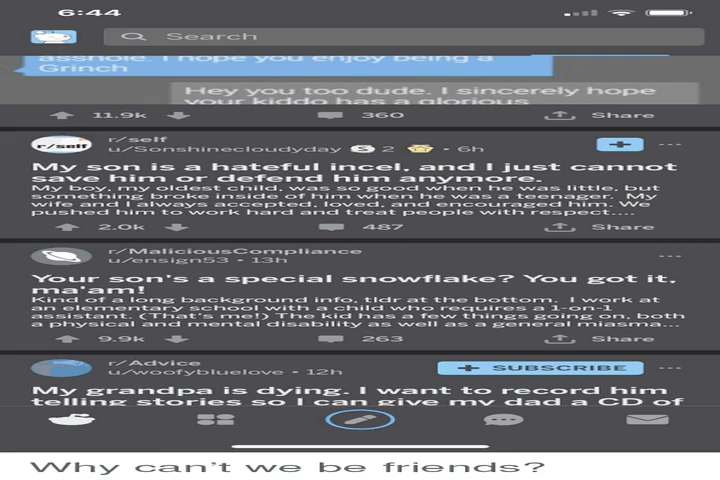 6:44
Search
asshole. I hope you enjoy being a
Grinch
Hey you too dude. I sincerely hope
your kiddo has a glorious
11.9k 360 Share
r/self
r/self
u/Sonshinecloudyday S 2 • 6h
My son is a hateful incel, and I just cannot
save him or defend him anymore.
My boy, my oldest child, was so good when he was little, but
something broke inside of him when he was a teenager. My
wife and I always accepted, loved, and encouraged him. We
pushed him to work hard and treat people with respect....
2.0k 487 Share
r/MaliciousCompliance
u/ensign53 • 13h
Your son's a special snowflake? You got it,
ma'am!
Kind of a long background info, tldr at the bottom. I work at
an elementary school with a child who requires a 1-on-1
assistant. (That's me!) The kid has a few things going on, both
a physical and mental disability as well as a general miasma...
9.9k 263 Share
r/Advice
u/woofybluelove • 12h
+ SUBSCRIBE
My grandpa is dying. I want to record him
telling stories so I can give my dad a CD of
Why can't we be friends?